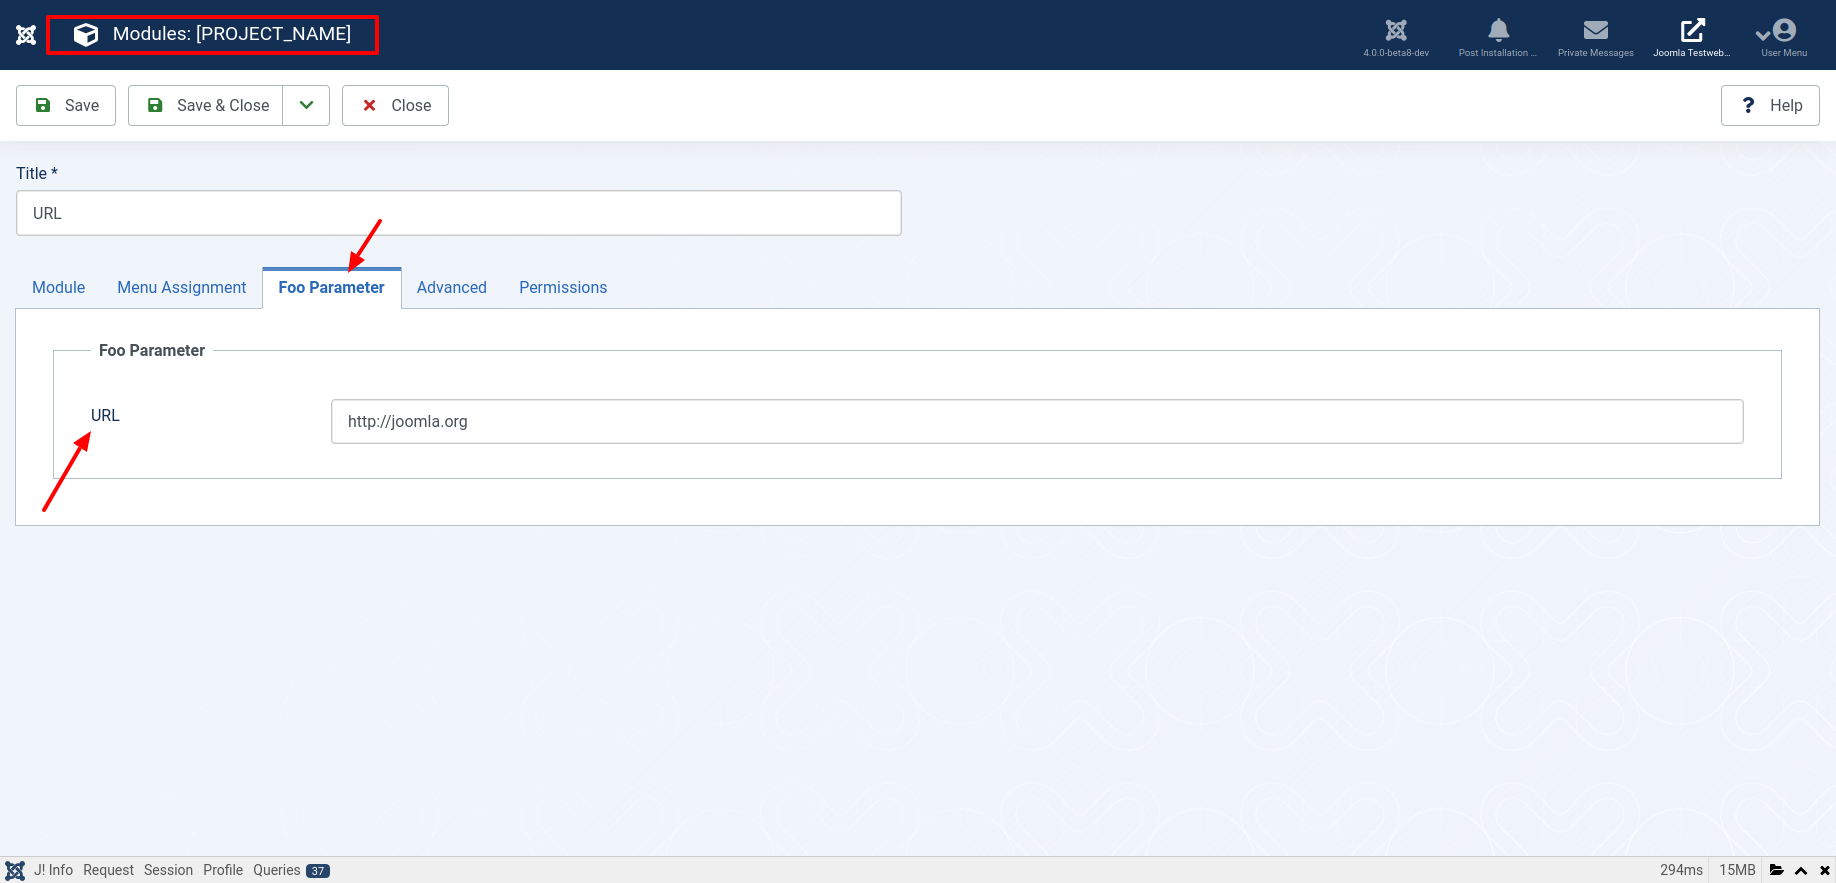 Modules: [PROJECT_NAME]
4.0.0-beta8-dev
Post Installation ...
Private Messages
Joomla Testweb...
User Menu
Save
Save & Close
Close
? Help
Title *
URL
Module Menu Assignment Foo Parameter Advanced Permissions
Foo Parameter
URL
http://joomla.org
J! Info Request Session Profile Queries 37
294ms 15MB